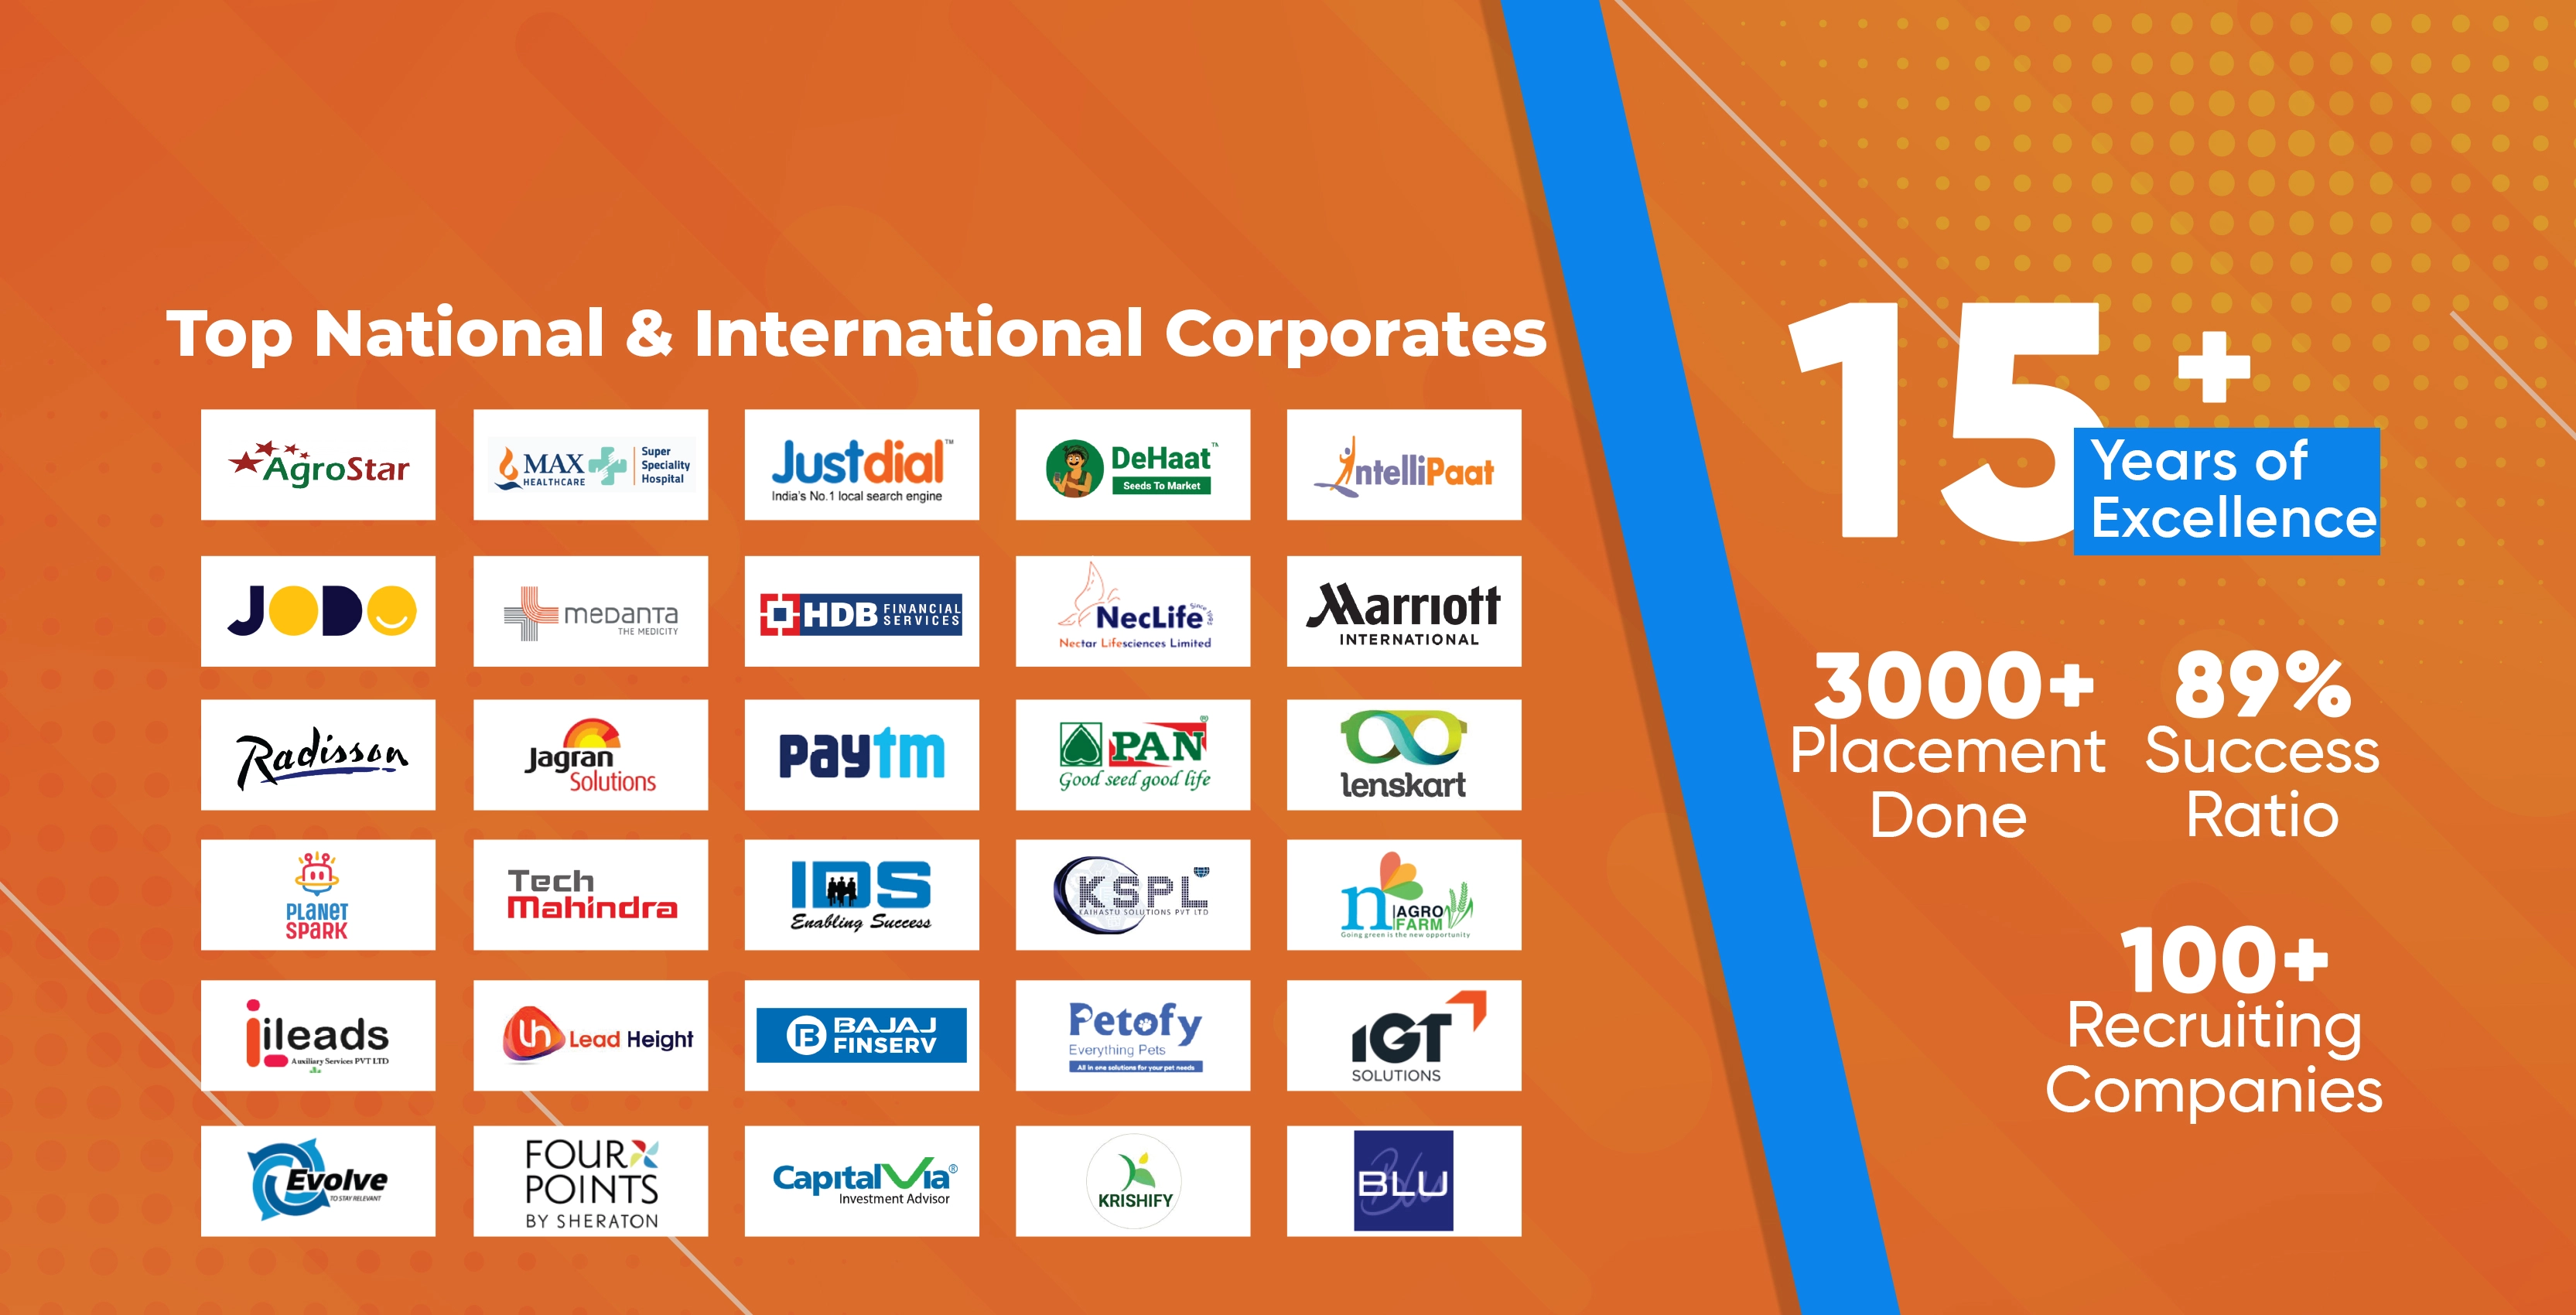 Top National & International Corporates
AgroStar
MAX
HEALTHCARE
Super
Speciality
Hospital
Justdial™
India's No.1 local search engine
DeHaat™
Seeds To Market
IntelliPaat
JODO
medanta
THE MEDICITY
HDB FINANCIAL
SERVICES
NecLife
Since 1995
Nectar Lifesciences Limited
Marriott
INTERNATIONAL
Radisson
Jagran
Solutions
paytm
PAN®
Good seed good life
lenskart
PLANET
SPARK
Tech
Mahindra
IDS
Enabling Success
KSPL
KAIHASTU SOLUTIONS PVT LTD
n AGRO
FARM
Going green is the new opportunity
ileads
Auxiliary Services PVT LTD
lh Lead Height
B BAJAJ
FINSERV
Petofy
Everything Pets
All in one solutions for your pet needs
IGT
SOLUTIONS
Evolve
TO STAY RELEVANT
FOUR
POINTS
BY SHERATON
CapitalVia®
Investment Advisor
KRISHIFY
BLU
15+
Years of
Excellence
3000+
Placement
Done
89%
Success
Ratio
100+
Recruiting
Companies